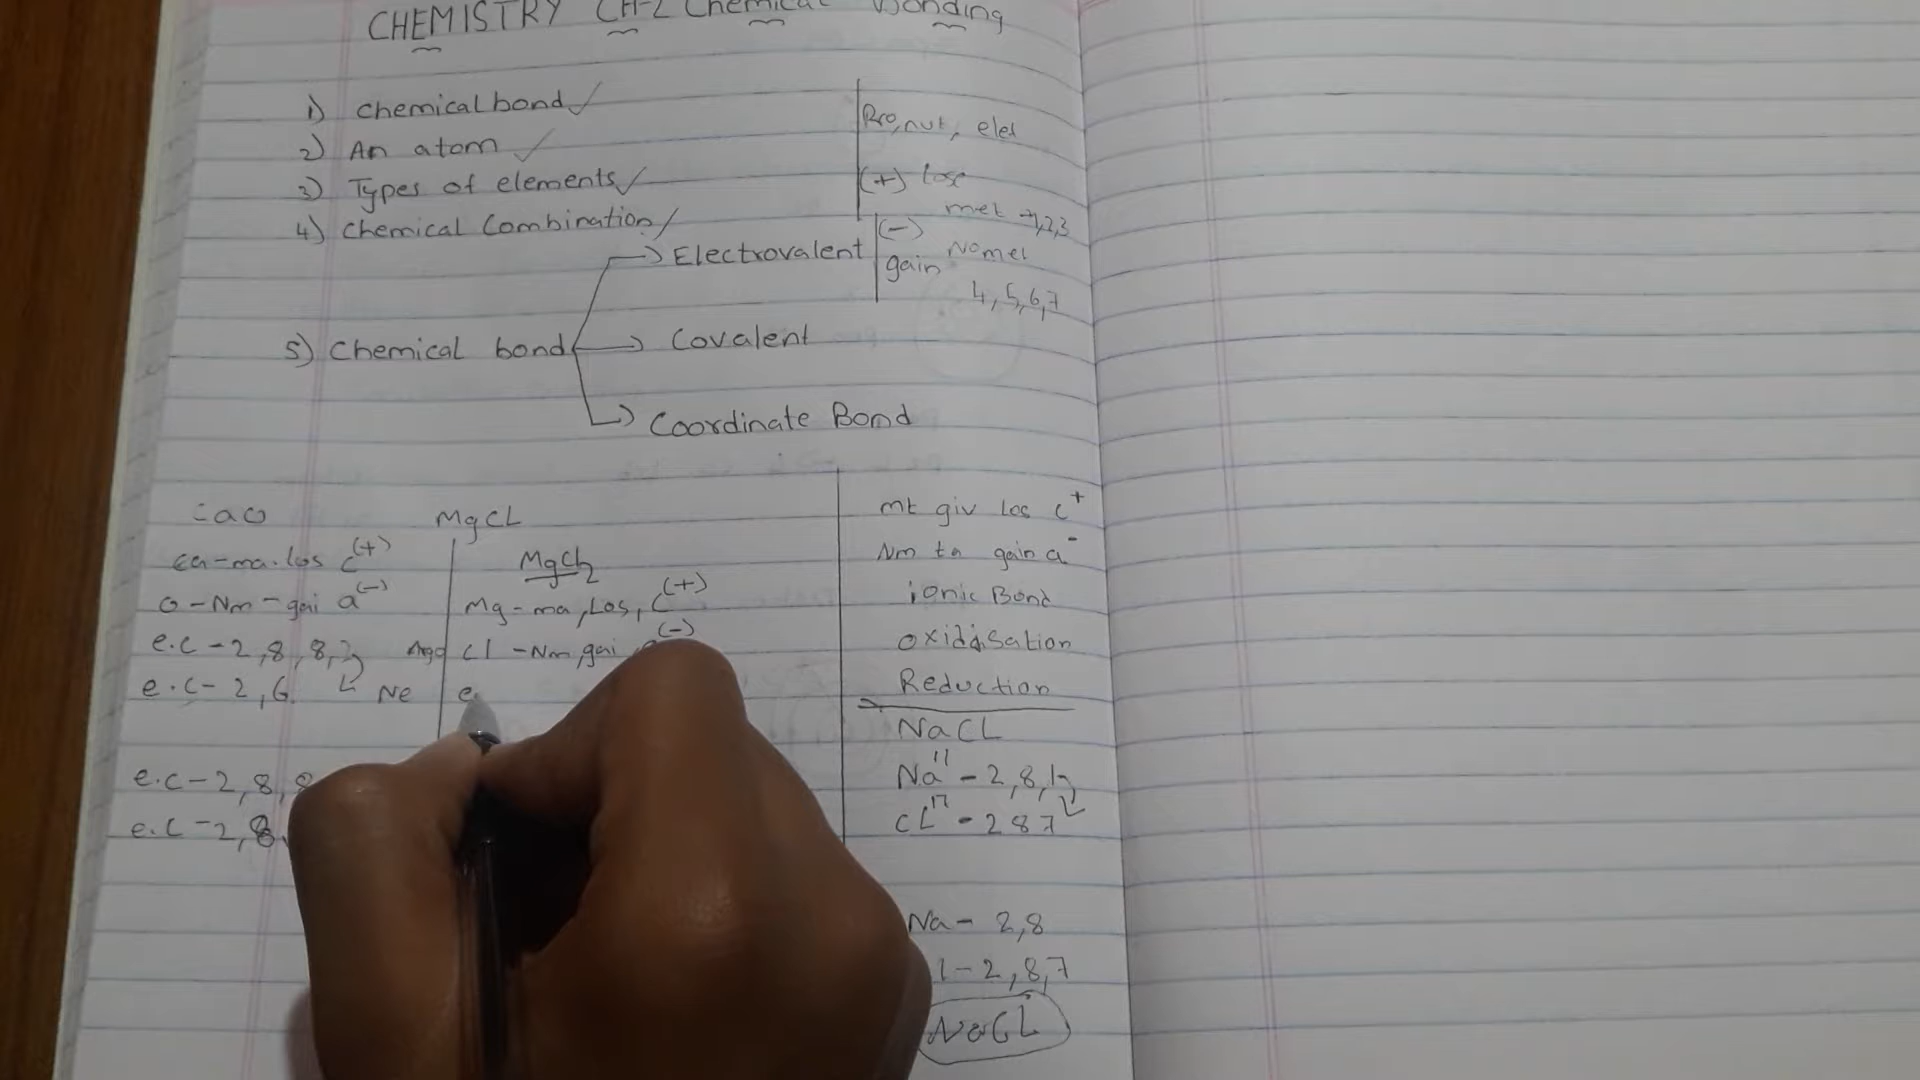 CHEMISTRY CH-2 Chemical Bonding
1) Chemical bond ✓
2) An atom ✓
3) Types of elements ✓
4) Chemical Combination
5) Chemical bond
→ Electrovalent
→ Covalent
→ Coordinate Bond
Pro, nut, elec
(+) lose
met → 1,2,3
(-)
gain Nomet
4, 5, 6, 7
CaO
Ca-ma. los C(+)
O-Nm-gai a(-)
e.c - 2, 8, 8, 2
e.c - 2, 6. Ne
e.c - 2, 8, 8
e.c - 2, 8,
MgCL
MgCl2
Mg-ma, Los, C(+)
Cl -Nm, gai (-)
e
mt giv los c+
Nm ta gain a-
ionic Bond
oxiddisation
Reduction
NaCL
Na11 - 2, 8, 1
CL17 - 2 8 7
Na - 2, 8
l - 2, 8, 7
NaCL